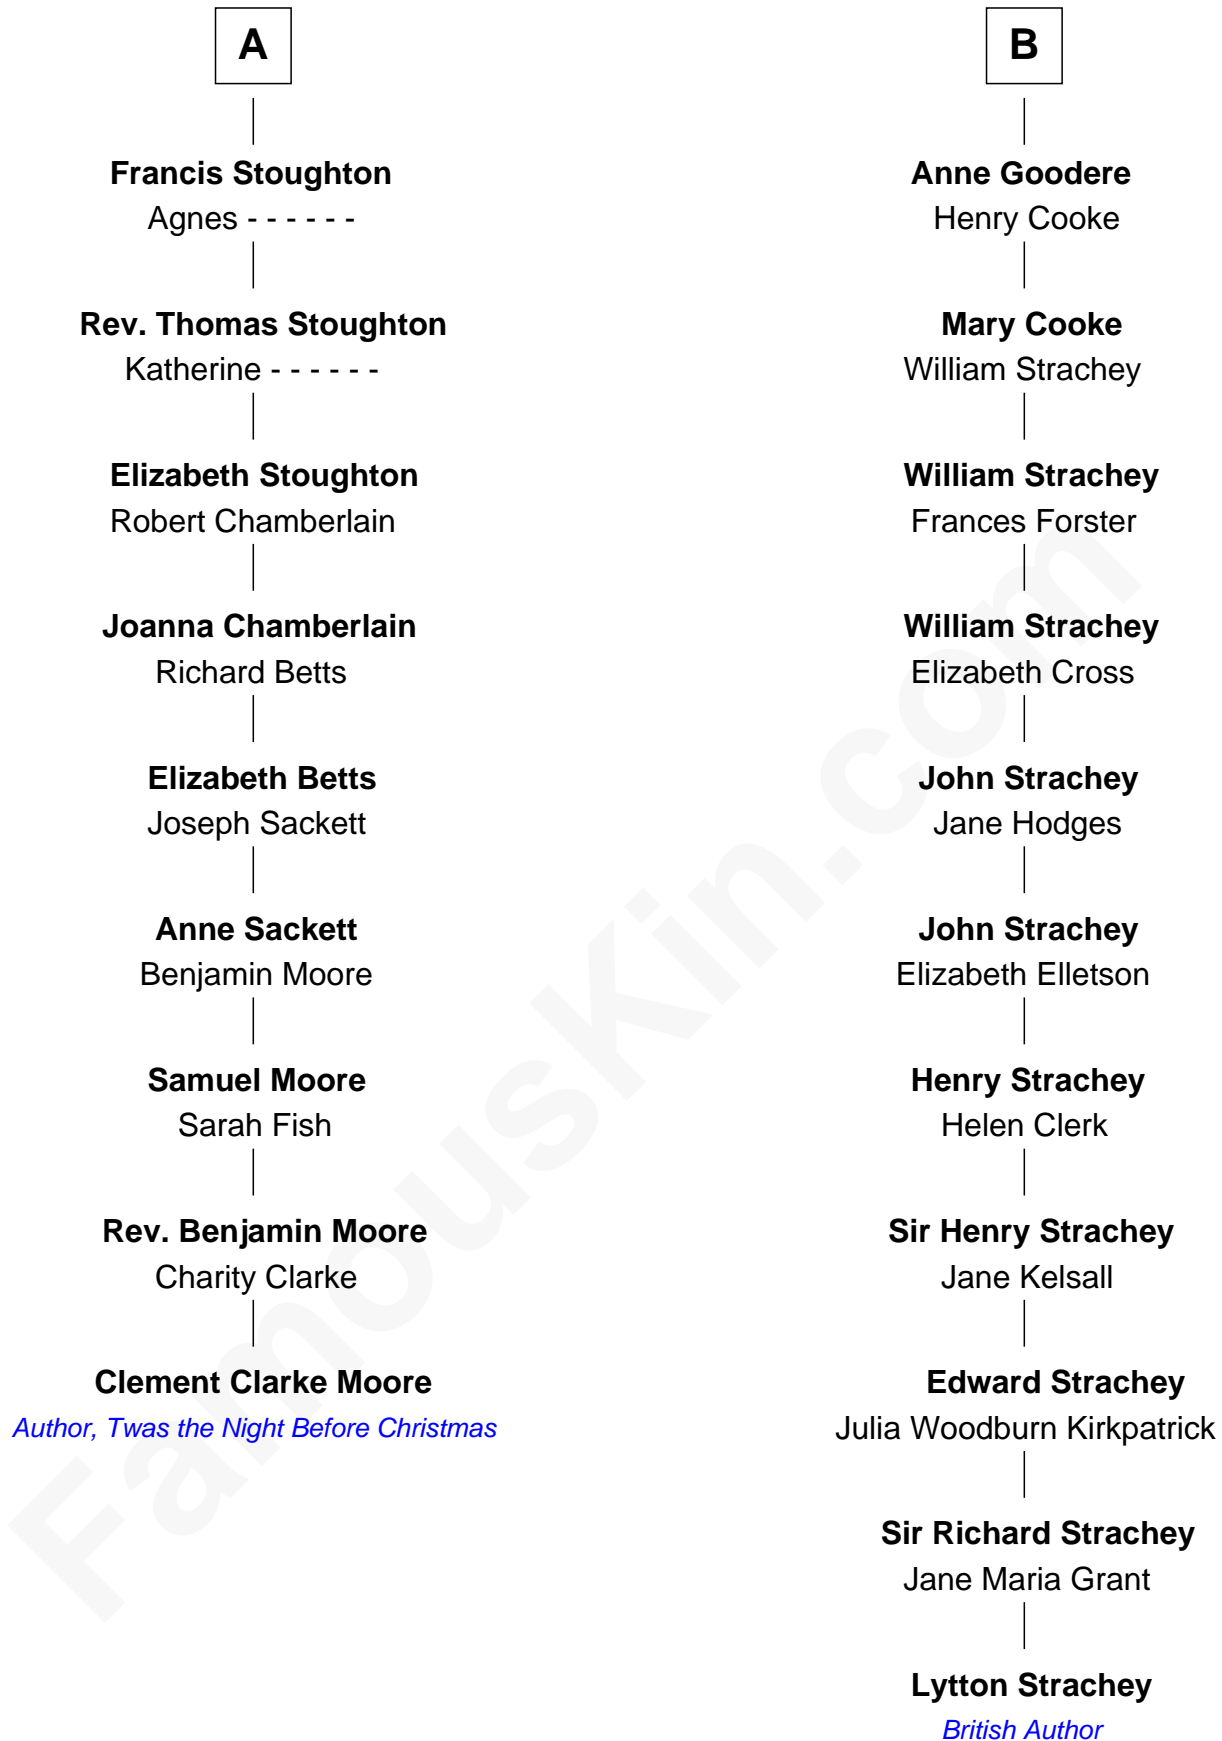 A
Francis Stoughton
Agnes - - - - - -
Rev. Thomas Stoughton
Katherine - - - - - -
Elizabeth Stoughton
Robert Chamberlain
Joanna Chamberlain
Richard Betts
Elizabeth Betts
Joseph Sackett
Anne Sackett
Benjamin Moore
Samuel Moore
Sarah Fish
Rev. Benjamin Moore
Charity Clarke
Clement Clarke Moore
Author, Twas the Night Before Christmas
B
Anne Goodere
Henry Cooke
Mary Cooke
William Strachey
William Strachey
Frances Forster
William Strachey
Elizabeth Cross
John Strachey
Jane Hodges
John Strachey
Elizabeth Elletson
Henry Strachey
Helen Clerk
Sir Henry Strachey
Jane Kelsall
Edward Strachey
Julia Woodburn Kirkpatrick
Sir Richard Strachey
Jane Maria Grant
Lytton Strachey
British Author
FamousKin.com